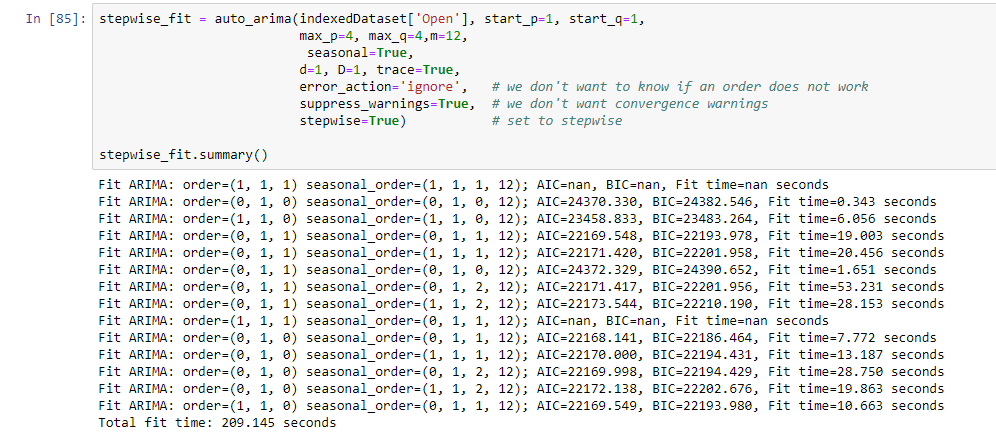 In [85]: stepwise_fit = auto_arima(indexedDataset['Open'], start_p=1, start_q=1,
max_p=4, max_q=4,m=12,
seasonal=True,
d=1, D=1, trace=True,
error_action='ignore',   # we don't want to know if an order does not work
suppress_warnings=True,  # we don't want convergence warnings
stepwise=True)           # set to stepwise
stepwise_fit.summary()
Fit ARIMA: order=(1, 1, 1) seasonal_order=(1, 1, 1, 12); AIC=nan, BIC=nan, Fit time=nan seconds
Fit ARIMA: order=(0, 1, 0) seasonal_order=(0, 1, 0, 12); AIC=24370.330, BIC=24382.546, Fit time=0.343 seconds
Fit ARIMA: order=(1, 1, 0) seasonal_order=(1, 1, 0, 12); AIC=23458.833, BIC=23483.264, Fit time=6.056 seconds
Fit ARIMA: order=(0, 1, 1) seasonal_order=(0, 1, 1, 12); AIC=22169.548, BIC=22193.978, Fit time=19.003 seconds
Fit ARIMA: order=(0, 1, 1) seasonal_order=(1, 1, 1, 12); AIC=22171.420, BIC=22201.958, Fit time=20.456 seconds
Fit ARIMA: order=(0, 1, 1) seasonal_order=(0, 1, 0, 12); AIC=24372.329, BIC=24390.652, Fit time=1.651 seconds
Fit ARIMA: order=(0, 1, 1) seasonal_order=(0, 1, 2, 12); AIC=22171.417, BIC=22201.956, Fit time=53.231 seconds
Fit ARIMA: order=(0, 1, 1) seasonal_order=(1, 1, 2, 12); AIC=22173.544, BIC=22210.190, Fit time=28.153 seconds
Fit ARIMA: order=(1, 1, 1) seasonal_order=(0, 1, 1, 12); AIC=nan, BIC=nan, Fit time=nan seconds
Fit ARIMA: order=(0, 1, 0) seasonal_order=(0, 1, 1, 12); AIC=22168.141, BIC=22186.464, Fit time=7.772 seconds
Fit ARIMA: order=(0, 1, 0) seasonal_order=(1, 1, 1, 12); AIC=22170.000, BIC=22194.431, Fit time=13.187 seconds
Fit ARIMA: order=(0, 1, 0) seasonal_order=(0, 1, 2, 12); AIC=22169.998, BIC=22194.429, Fit time=28.750 seconds
Fit ARIMA: order=(0, 1, 0) seasonal_order=(1, 1, 2, 12); AIC=22172.138, BIC=22202.676, Fit time=19.863 seconds
Fit ARIMA: order=(1, 1, 0) seasonal_order=(0, 1, 1, 12); AIC=22169.549, BIC=22193.980, Fit time=10.663 seconds
Total fit time: 209.145 seconds